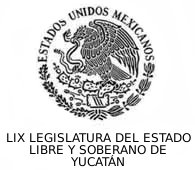 ESTADOS UNIDOS MEXICANOS
LIX LEGISLATURA DEL ESTADO
LIBRE Y SOBERANO DE
YUCATÁN